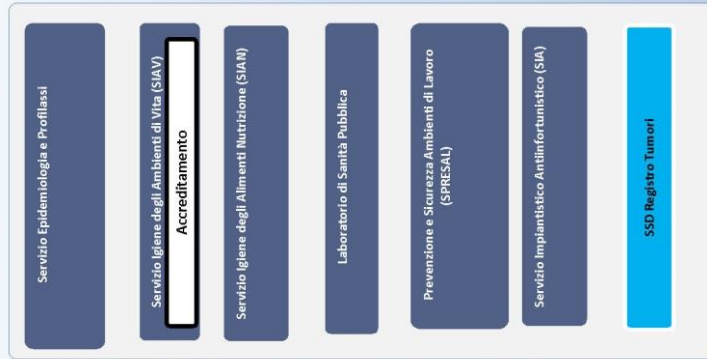 Servizio Epidemiologia e Profilassi
Servizio Igiene degli Ambienti di Vita (SIAV)
Accreditamento
Servizio Igiene degli Alimenti Nutrizione (SIAN)
Laboratorio di Sanità Pubblica
Prevenzione e Sicurezza Ambienti di Lavoro
(SPRESAL)
Servizio Impiantistico Antiinfortunistico (SIA)
SSD Registro Tumori